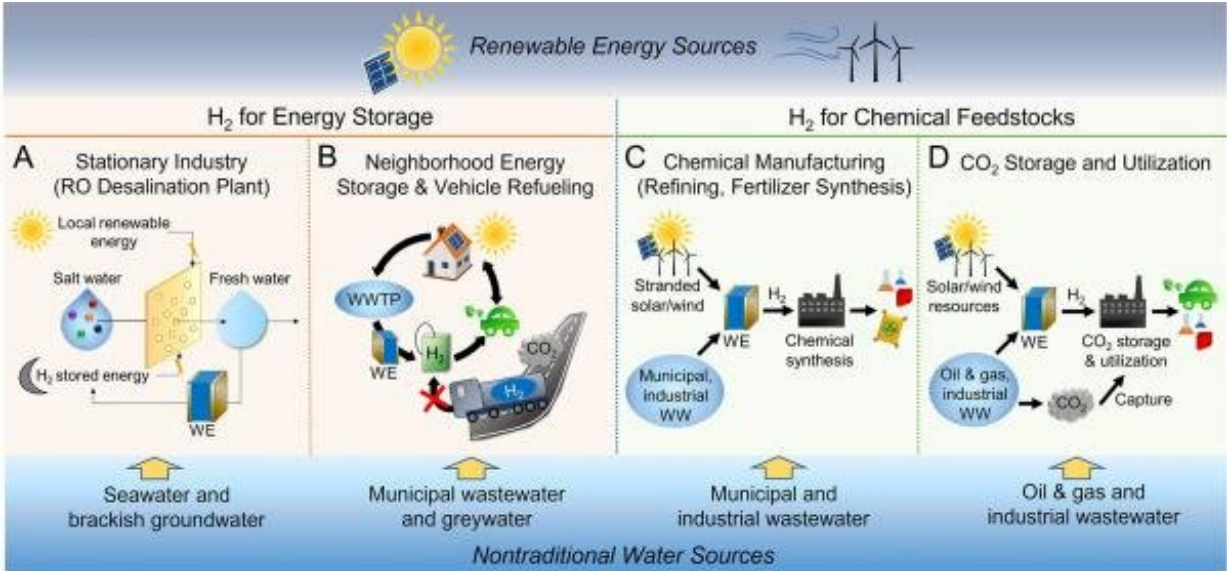 Renewable Energy Sources
H₂ for Energy Storage
H₂ for Chemical Feedstocks
A
Stationary Industry
(RO Desalination Plant)
Local renewable
energy
Salt water
Fresh water
H₂ stored energy
WE
B
Neighborhood Energy
Storage & Vehicle Refueling
WWTP
WE
H₂
CO₂
H₂
C
Chemical Manufacturing
(Refining, Fertilizer Synthesis)
Stranded
solar/wind
H₂
WE
Chemical
synthesis
Municipal,
industrial
WW
D
CO₂ Storage and Utilization
Solar/wind
resources
H₂
WE
CO₂ storage
& utilization
Oil & gas,
industrial
WW
CO₂
Capture
Seawater and
brackish groundwater
Municipal wastewater
and greywater
Municipal and
industrial wastewater
Oil & gas and
industrial wastewater
Nontraditional Water Sources